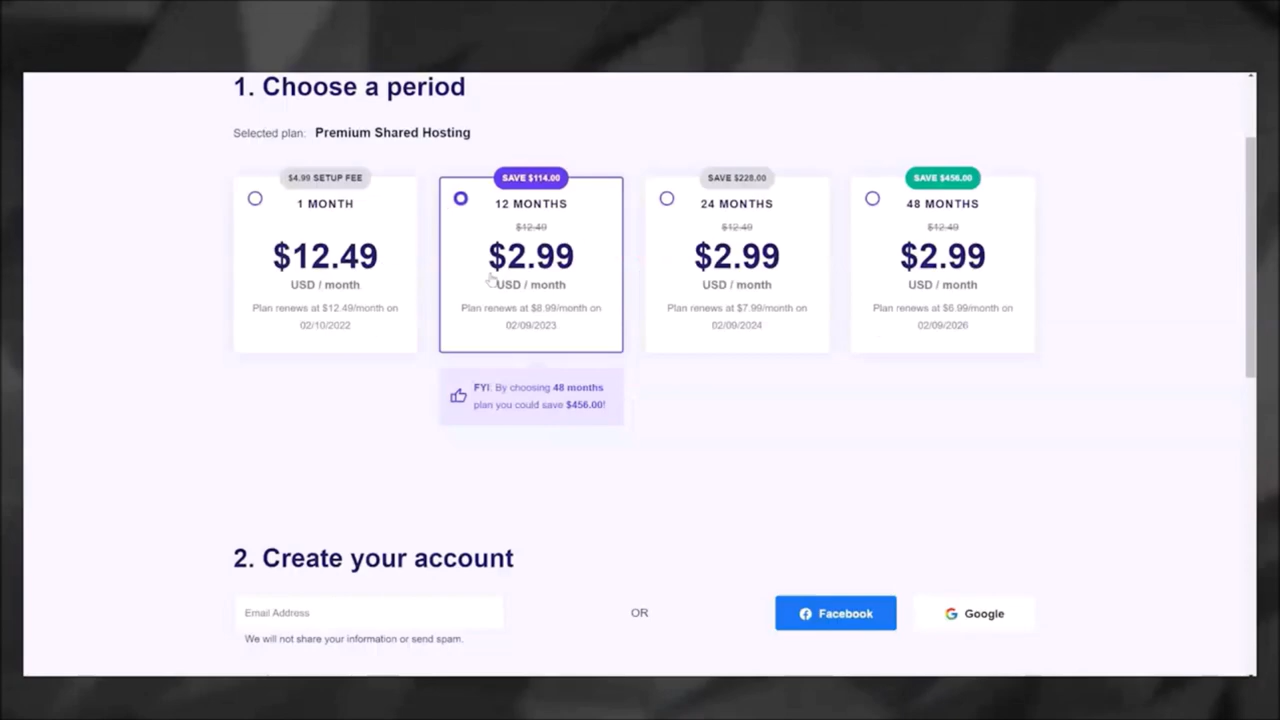 1. Choose a period
Selected plan: Premium Shared Hosting
$4.99 SETUP FEE
1 MONTH
$12.49
USD / month
Plan renews at $12.49/month on
02/10/2022
SAVE $114.00
12 MONTHS
$12.49
$2.99
USD / month
Plan renews at $8.99/month on
02/09/2023
SAVE $228.00
24 MONTHS
$12.49
$2.99
USD / month
Plan renews at $7.99/month on
02/09/2024
SAVE $456.00
48 MONTHS
$12.49
$2.99
USD / month
Plan renews at $6.99/month on
02/09/2026
FYI: By choosing 48 months
plan you could save $456.00!
2. Create your account
Email Address
We will not share your information or send spam.
OR
Facebook
Google